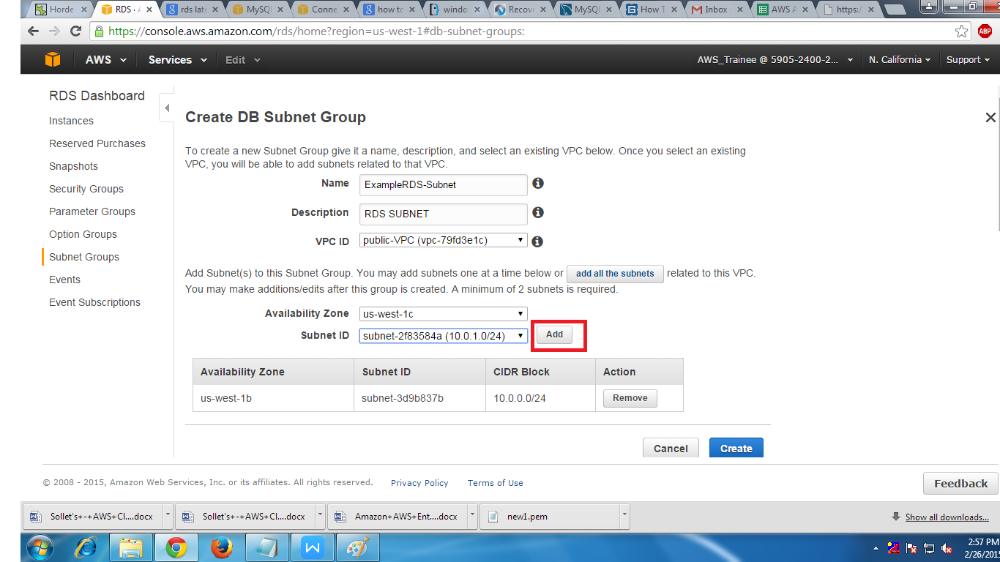 Horde
RDS · A
rds late
MySQL
Conne
how to
windo
Recov
MySQL
How T
Inbox -
AWS A
https:/
https://console.aws.amazon.com/rds/home?region=us-west-1#db-subnet-groups:
ABP
AWS Services Edit AWS_Trainee @ 5905-2400-2... N. California Support
RDS Dashboard
Instances
Reserved Purchases
Snapshots
Security Groups
Parameter Groups
Option Groups
Subnet Groups
Events
Event Subscriptions
Create DB Subnet Group
To create a new Subnet Group give it a name, description, and select an existing VPC below. Once you select an existing
VPC, you will be able to add subnets related to that VPC.
Name ExampleRDS-Subnet
Description RDS SUBNET
VPC ID public-VPC (vpc-79fd3e1c)
Add Subnet(s) to this Subnet Group. You may add subnets one at a time below or add all the subnets related to this VPC.
You may make additions/edits after this group is created. A minimum of 2 subnets is required.
Availability Zone us-west-1c
Subnet ID subnet-2f83584a (10.0.1.0/24) Add
Availability Zone Subnet ID CIDR Block Action
us-west-1b subnet-3d9b837b 10.0.0.0/24 Remove
Cancel Create
© 2008 - 2015, Amazon Web Services, Inc. or its affiliates. All rights reserved. Privacy Policy Terms of Use
Feedback
Sollet's+-+AWS+Cl....docx Sollet's+-+AWS+Cl....docx Amazon+AWS+Ent....docx new1.pem Show all downloads...
2:57 PM
2/26/2015